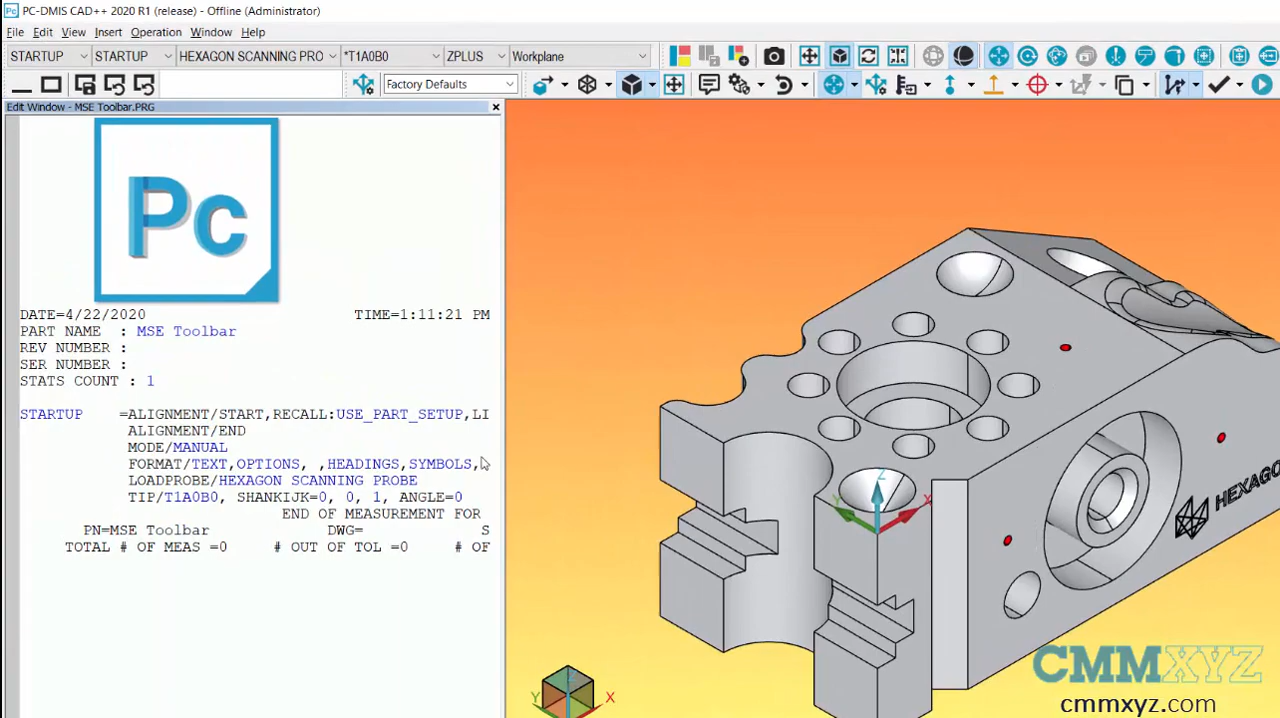 PC-DMIS CAD++ 2020 R1 (release) - Offline (Administrator)
File Edit View Insert Operation Window Help
STARTUP STARTUP HEXAGON SCANNING PRO *T1A0B0 ZPLUS Workplane
Factory Defaults
Edit Window - MSE Toolbar.PRG
Pc
DATE=4/22/2020 TIME=1:11:21 PM
PART NAME : MSE Toolbar
REV NUMBER :
SER NUMBER :
STATS COUNT : 1
STARTUP =ALIGNMENT/START,RECALL:USE_PART_SETUP,LI
ALIGNMENT/END
MODE/MANUAL
FORMAT/TEXT,OPTIONS, ,HEADINGS,SYMBOLS,
LOADPROBE/HEXAGON SCANNING PROBE
TIP/T1A0B0, SHANKIJK=0, 0, 1, ANGLE=0
END OF MEASUREMENT FOR
PN=MSE Toolbar DWG= S
TOTAL # OF MEAS =0 # OUT OF TOL =0 # OF
Z
Y X
HEXAGO
Z
Y X
CMMXYZ
cmmxyz.com